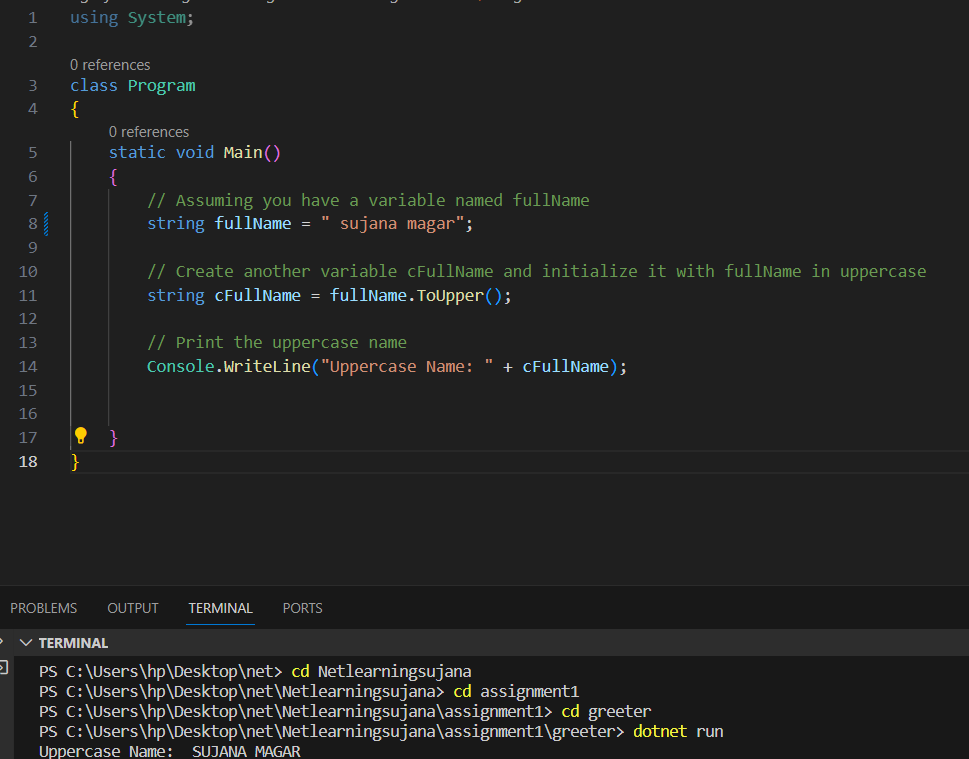 1 using System;
2
0 references
3 class Program
4 {
0 references
5 static void Main()
6 {
7 // Assuming you have a variable named fullName
8 string fullName = " sujana magar";
9
10 // Create another variable cFullName and initialize it with fullName in uppercase
11 string cFullName = fullName.ToUpper();
12
13 // Print the uppercase name
14 Console.WriteLine("Uppercase Name: " + cFullName);
15
16
17 }
18 }
PROBLEMS OUTPUT TERMINAL PORTS
TERMINAL
PS C:\Users\hp\Desktop\net> cd Netlearningsujana
PS C:\Users\hp\Desktop\net\Netlearningsujana> cd assignment1
PS C:\Users\hp\Desktop\net\Netlearningsujana\assignment1> cd greeter
PS C:\Users\hp\Desktop\net\Netlearningsujana\assignment1\greeter> dotnet run
Uppercase Name:  SUJANA MAGAR